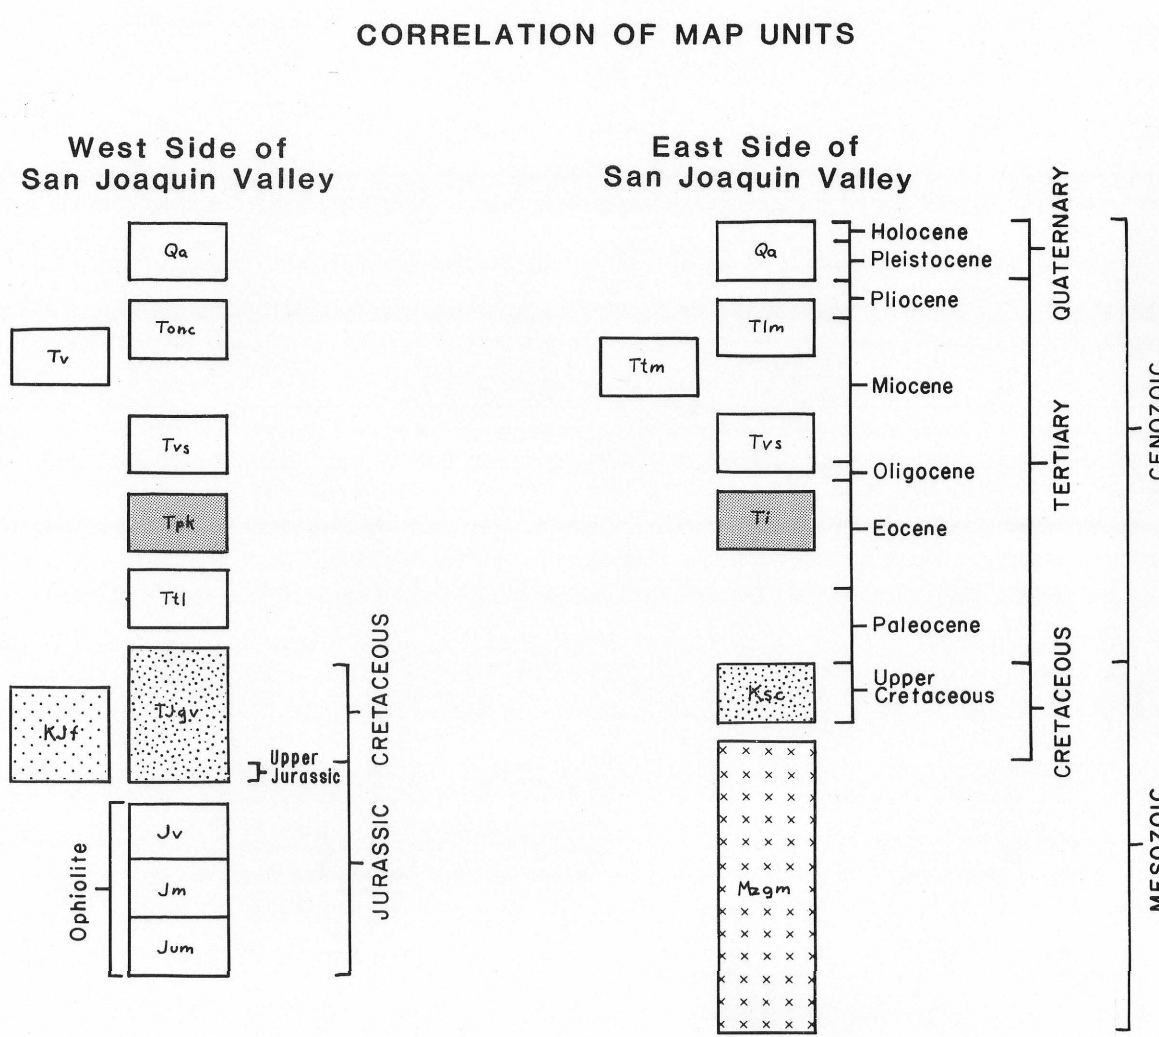 CORRELATION OF MAP UNITS
West Side of
San Joaquin Valley
Qa
Tonc
Tv
Tvs
Tpk
Ttl
TJgv
KJf
Upper
Jurassic
CRETACEOUS
JURASSIC
Ophiolite
Jv
Jm
Jum
East Side of
San Joaquin Valley
Qa
Tlm
Ttm
Tvs
Ti
Ksc
Mzgm
Holocene
Pleistocene
Pliocene
Miocene
Oligocene
Eocene
Paleocene
Upper
Cretaceous
QUATERNARY
TERTIARY
CRETACEOUS
CENOZOIC
MESOZOIC